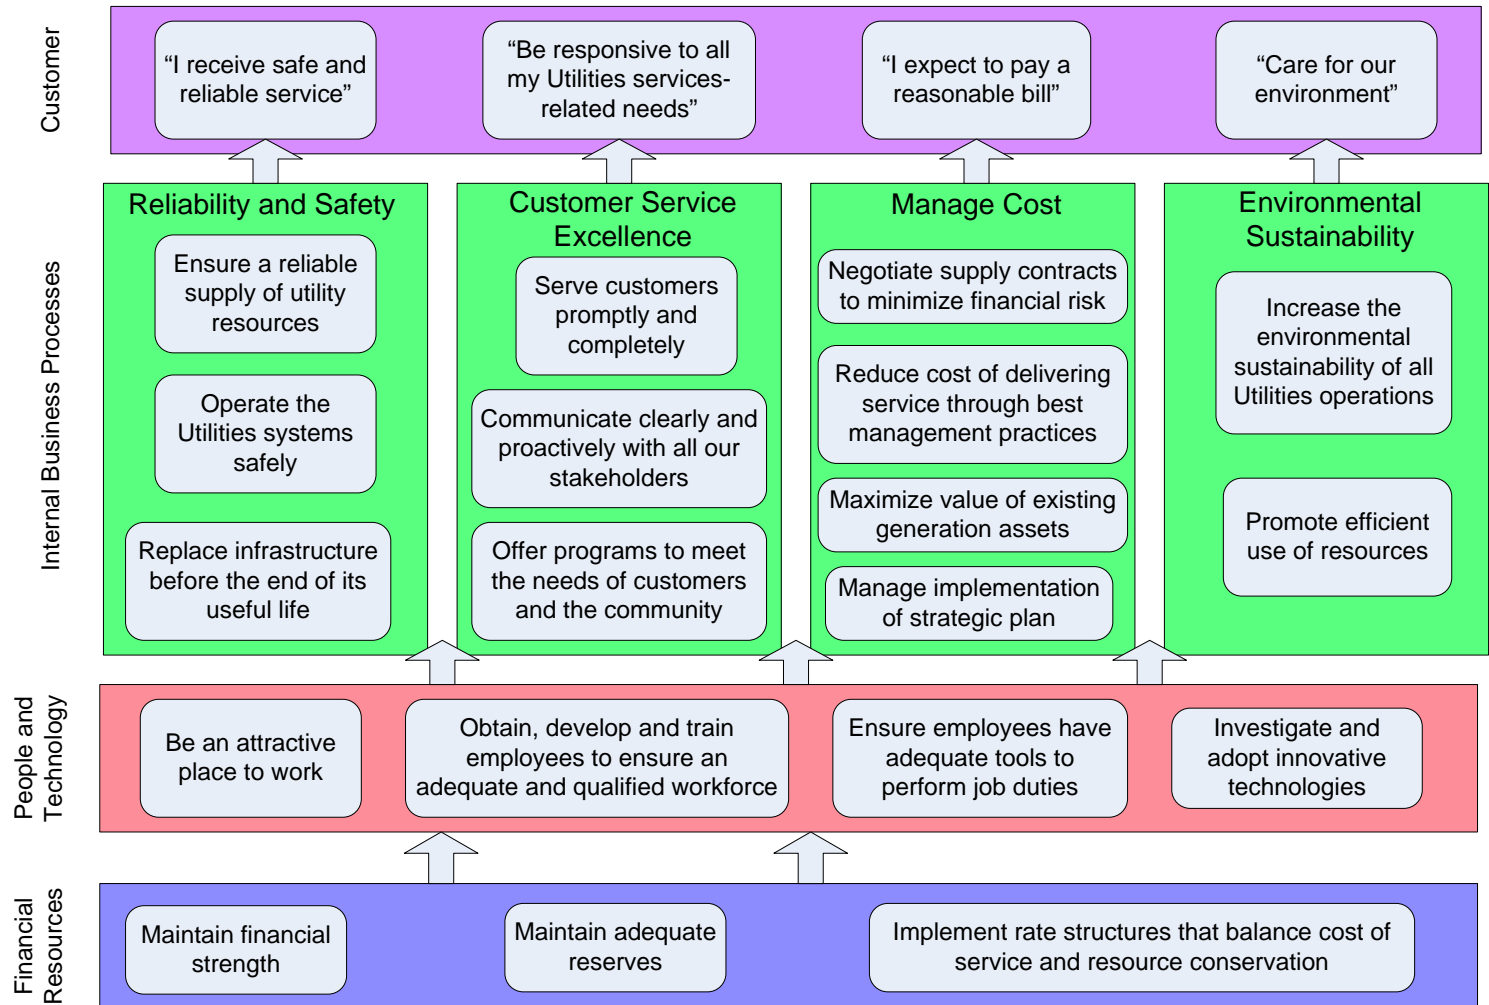 Customer
“I receive safe and
reliable service”
“Be responsive to all
my Utilities services-
related needs”
“I expect to pay a
reasonable bill”
“Care for our
environment”
Internal Business Processes
Reliability and Safety
Ensure a reliable
supply of utility
resources
Operate the
Utilities systems
safely
Replace infrastructure
before the end of its
useful life
Customer Service
Excellence
Serve customers
promptly and
completely
Communicate clearly and
proactively with all our
stakeholders
Offer programs to meet
the needs of customers
and the community
Manage Cost
Negotiate supply contracts
to minimize financial risk
Reduce cost of delivering
service through best
management practices
Maximize value of existing
generation assets
Manage implementation
of strategic plan
Environmental
Sustainability
Increase the
environmental
sustainability of all
Utilities operations
Promote efficient
use of resources
People and
Technology
Be an attractive
place to work
Obtain, develop and train
employees to ensure an
adequate and qualified workforce
Ensure employees have
adequate tools to
perform job duties
Investigate and
adopt innovative
technologies
Financial
Resources
Maintain financial
strength
Maintain adequate
reserves
Implement rate structures that balance cost of
service and resource conservation